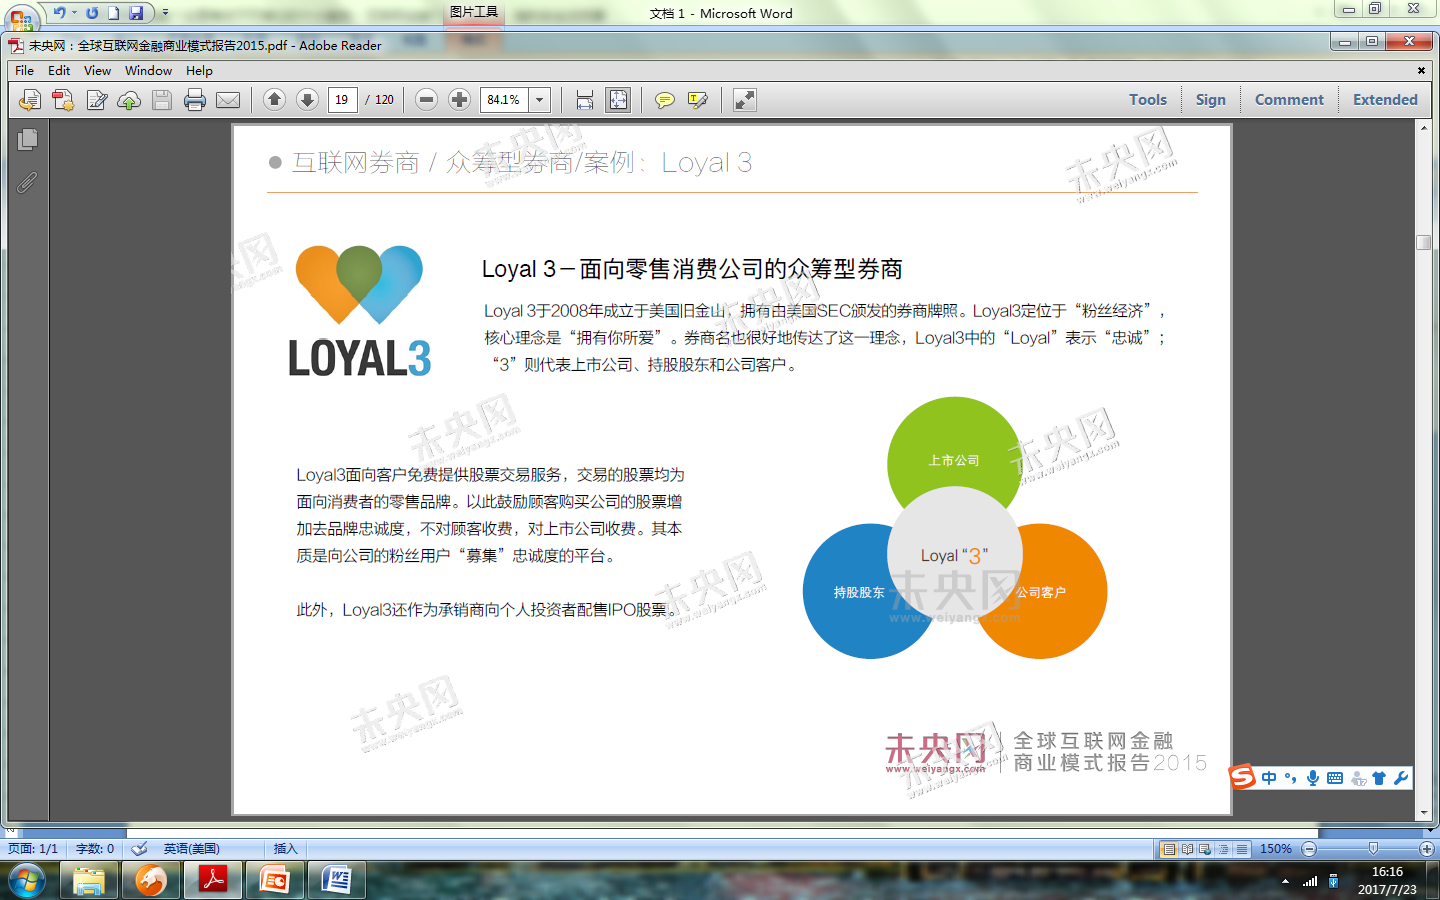 图片工具
文档 1 - Microsoft Word
未央网：全球互联网金融商业模式报告2015.pdf - Adobe Reader
File Edit View Window Help
19 / 120 84.1% Tools Sign Comment Extended
互联网券商 / 众筹型券商/案例：Loyal 3
LOYAL3
Loyal 3－面向零售消费公司的众筹型券商
Loyal 3于2008年成立于美国旧金山，拥有由美国SEC颁发的券商牌照。Loyal3定位于“粉丝经济”，
核心理念是“拥有你所爱”。券商名也很好地传达了这一理念，Loyal3中的“Loyal”表示“忠诚”；
“3”则代表上市公司、持股股东和公司客户。
Loyal3面向客户免费提供股票交易服务，交易的股票均为
面向消费者的零售品牌。以此鼓励顾客购买公司的股票增
加去品牌忠诚度，不对顾客收费，对上市公司收费。其本
质是向公司的粉丝用户“募集”忠诚度的平台。
此外，Loyal3还作为承销商向个人投资者配售IPO股票。
上市公司
Loyal “3”
持股股东
公司客户
未央网
www.weiyangx.com
未央网
www.weiyangx.com
全球互联网金融
商业模式报告2015
中
页面: 1/1 字数: 0 英语(美国) 插入 150%
16:16
2017/7/23